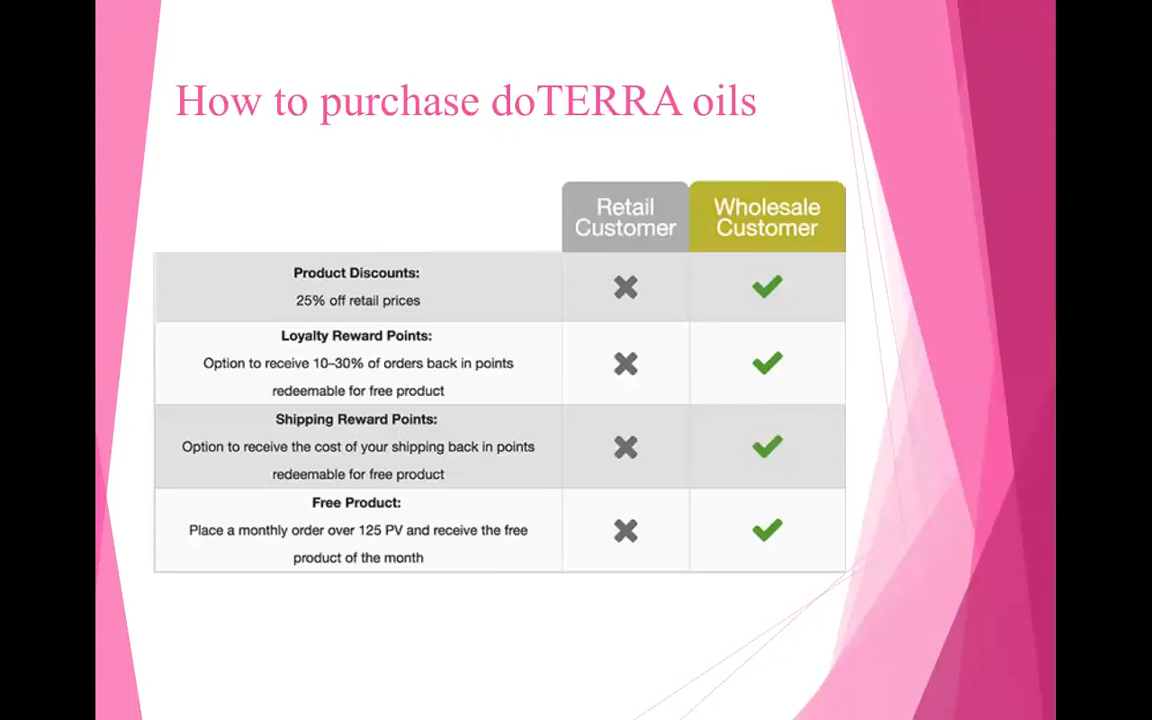 How to purchase doTERRA oils
Retail
Customer
Wholesale
Customer
Product Discounts:
25% off retail prices
Loyalty Reward Points:
Option to receive 10–30% of orders back in points
redeemable for free product
Shipping Reward Points:
Option to receive the cost of your shipping back in points
redeemable for free product
Free Product:
Place a monthly order over 125 PV and receive the free
product of the month